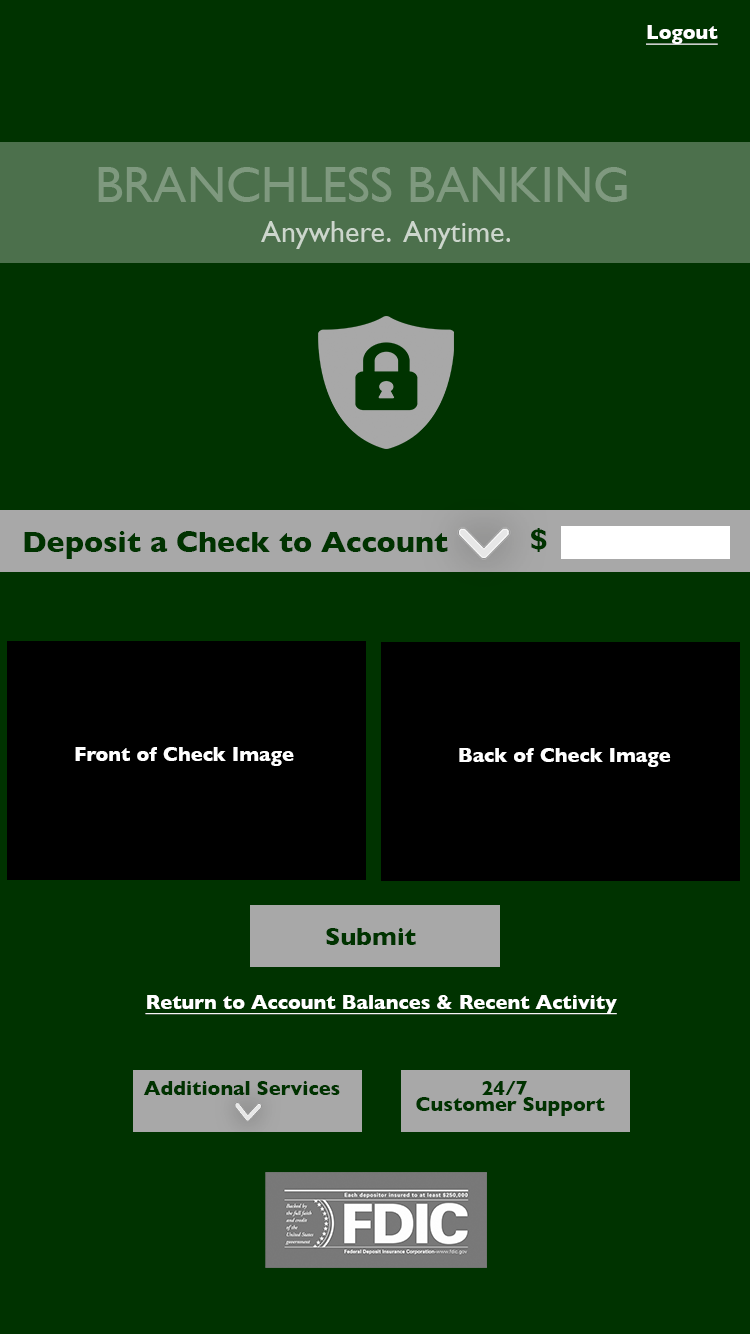 Logout
BRANCHLESS BANKING
Anywhere. Anytime.
Deposit a Check to Account $
Front of Check Image
Back of Check Image
Submit
Return to Account Balances & Recent Activity
Additional Services
24/7
Customer Support
Each depositor insured to at least $250,000
Backed by
the full faith
and credit
of the
United States
government
FDIC
Federal Deposit Insurance Corporation • www.fdic.gov